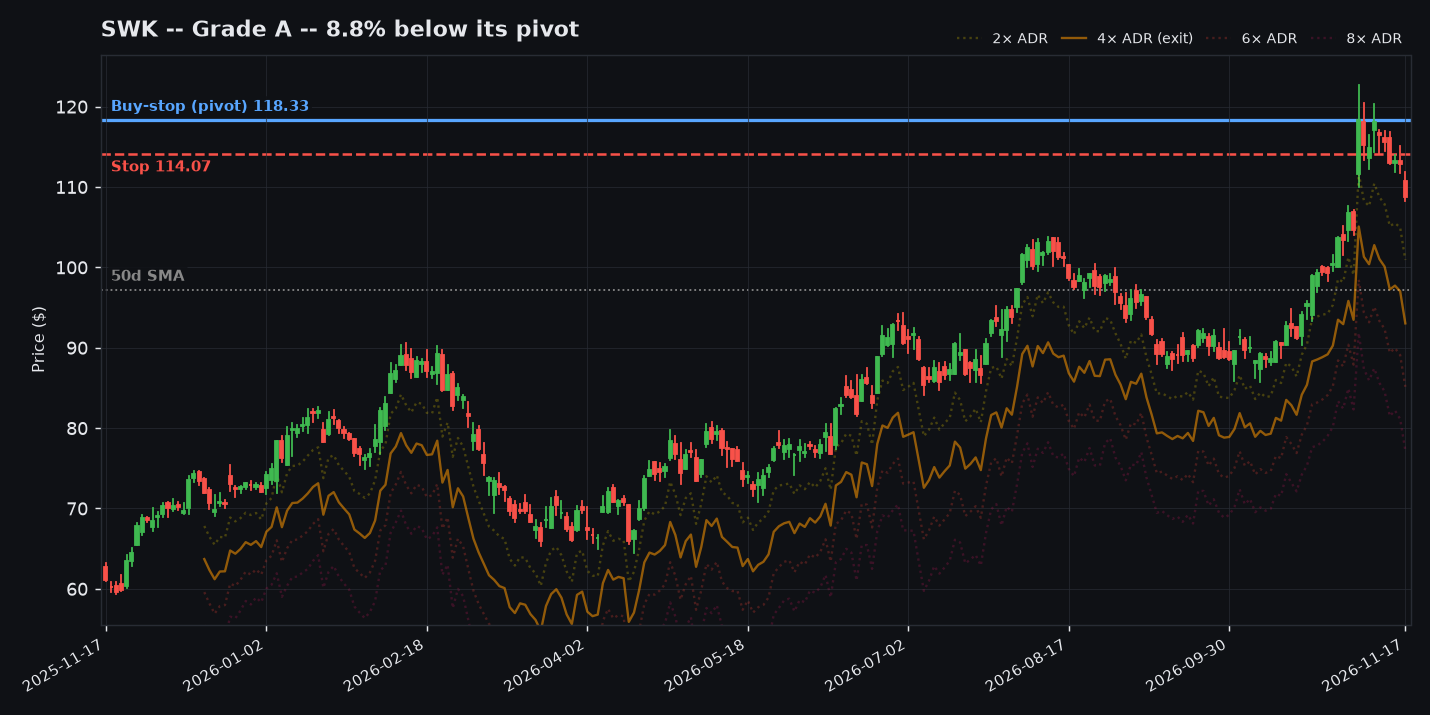 SWK -- Grade A -- 8.8% below its pivot
2× ADR
4× ADR (exit)
6× ADR
8× ADR
Buy-stop (pivot) 118.33
Stop 114.07
50d SMA
Price ($)
120
110
100
90
80
70
60
2025-11-17
2026-01-02
2026-02-18
2026-04-02
2026-05-18
2026-07-02
2026-08-17
2026-09-30
2026-11-17